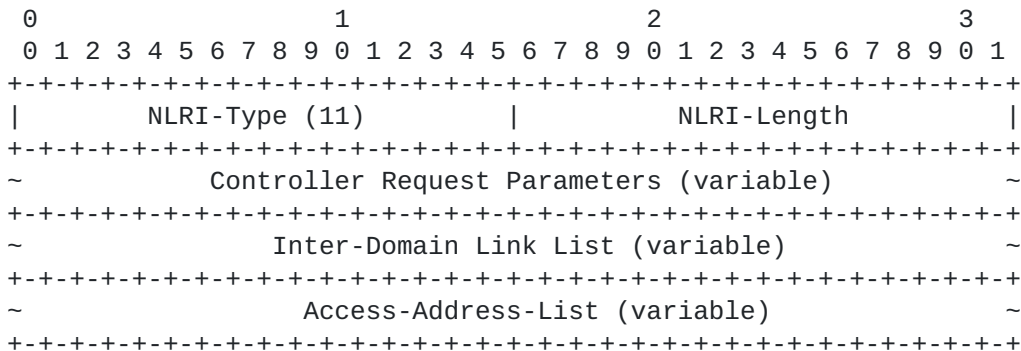 0                   1                   2                   3
 0 1 2 3 4 5 6 7 8 9 0 1 2 3 4 5 6 7 8 9 0 1 2 3 4 5 6 7 8 9 0 1
+-+-+-+-+-+-+-+-+-+-+-+-+-+-+-+-+-+-+-+-+-+-+-+-+-+-+-+-+-+-+-+-+
|        NLRI-Type (11)         |          NLRI-Length          |
+-+-+-+-+-+-+-+-+-+-+-+-+-+-+-+-+-+-+-+-+-+-+-+-+-+-+-+-+-+-+-+-+
~            Controller Request Parameters (variable)           ~
+-+-+-+-+-+-+-+-+-+-+-+-+-+-+-+-+-+-+-+-+-+-+-+-+-+-+-+-+-+-+-+-+
~                Inter-Domain Link List (variable)              ~
+-+-+-+-+-+-+-+-+-+-+-+-+-+-+-+-+-+-+-+-+-+-+-+-+-+-+-+-+-+-+-+-+
~                  Access-Address-List (variable)               ~
+-+-+-+-+-+-+-+-+-+-+-+-+-+-+-+-+-+-+-+-+-+-+-+-+-+-+-+-+-+-+-+-+